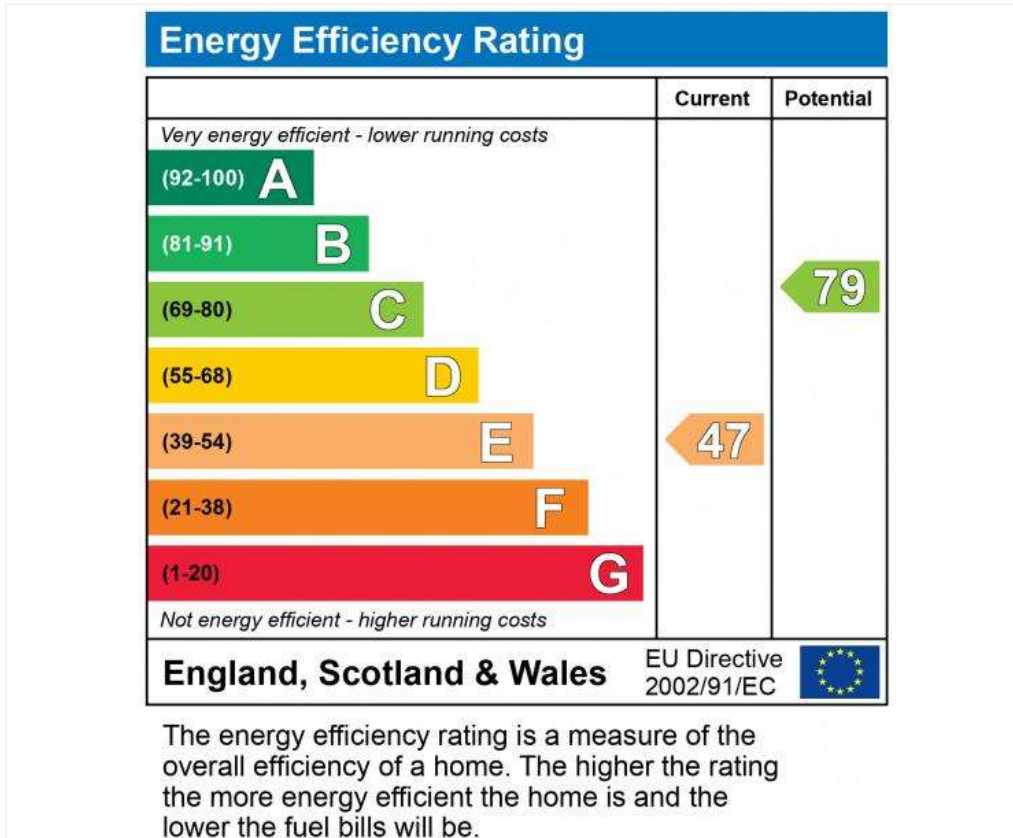 Energy Efficiency Rating
Current Potential
Very energy efficient - lower running costs
(92-100) A
(81-91) B
79
(69-80) C
(55-68) D
(39-54) E 47
(21-38) F
(1-20) G
Not energy efficient - higher running costs
England, Scotland & Wales
EU Directive
2002/91/EC
The energy efficiency rating is a measure of the
overall efficiency of a home. The higher the rating
the more energy efficient the home is and the
lower the fuel bills will be.